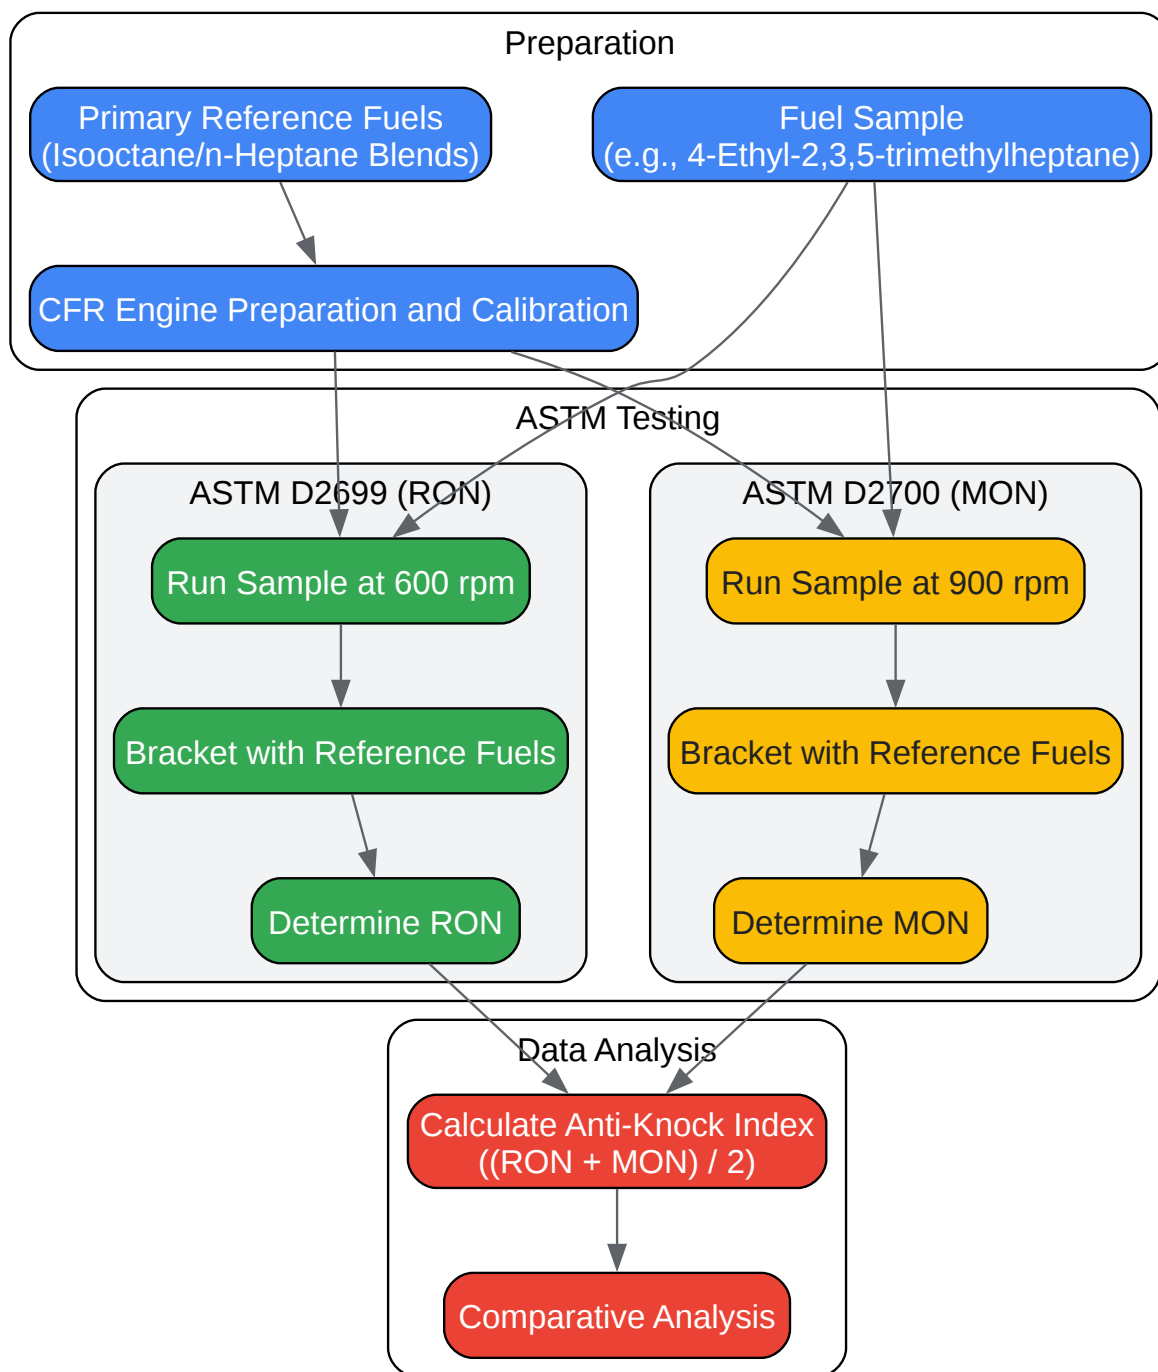 Preparation
Primary Reference Fuels
(Isooctane/n-Heptane Blends)
Fuel Sample
(e.g., 4-Ethyl-2,3,5-trimethylheptane)
CFR Engine Preparation and Calibration
ASTM Testing
ASTM D2699 (RON)
Run Sample at 600 rpm
Bracket with Reference Fuels
Determine RON
ASTM D2700 (MON)
Run Sample at 900 rpm
Bracket with Reference Fuels
Determine MON
Data Analysis
Calculate Anti-Knock Index
((RON + MON) / 2)
Comparative Analysis